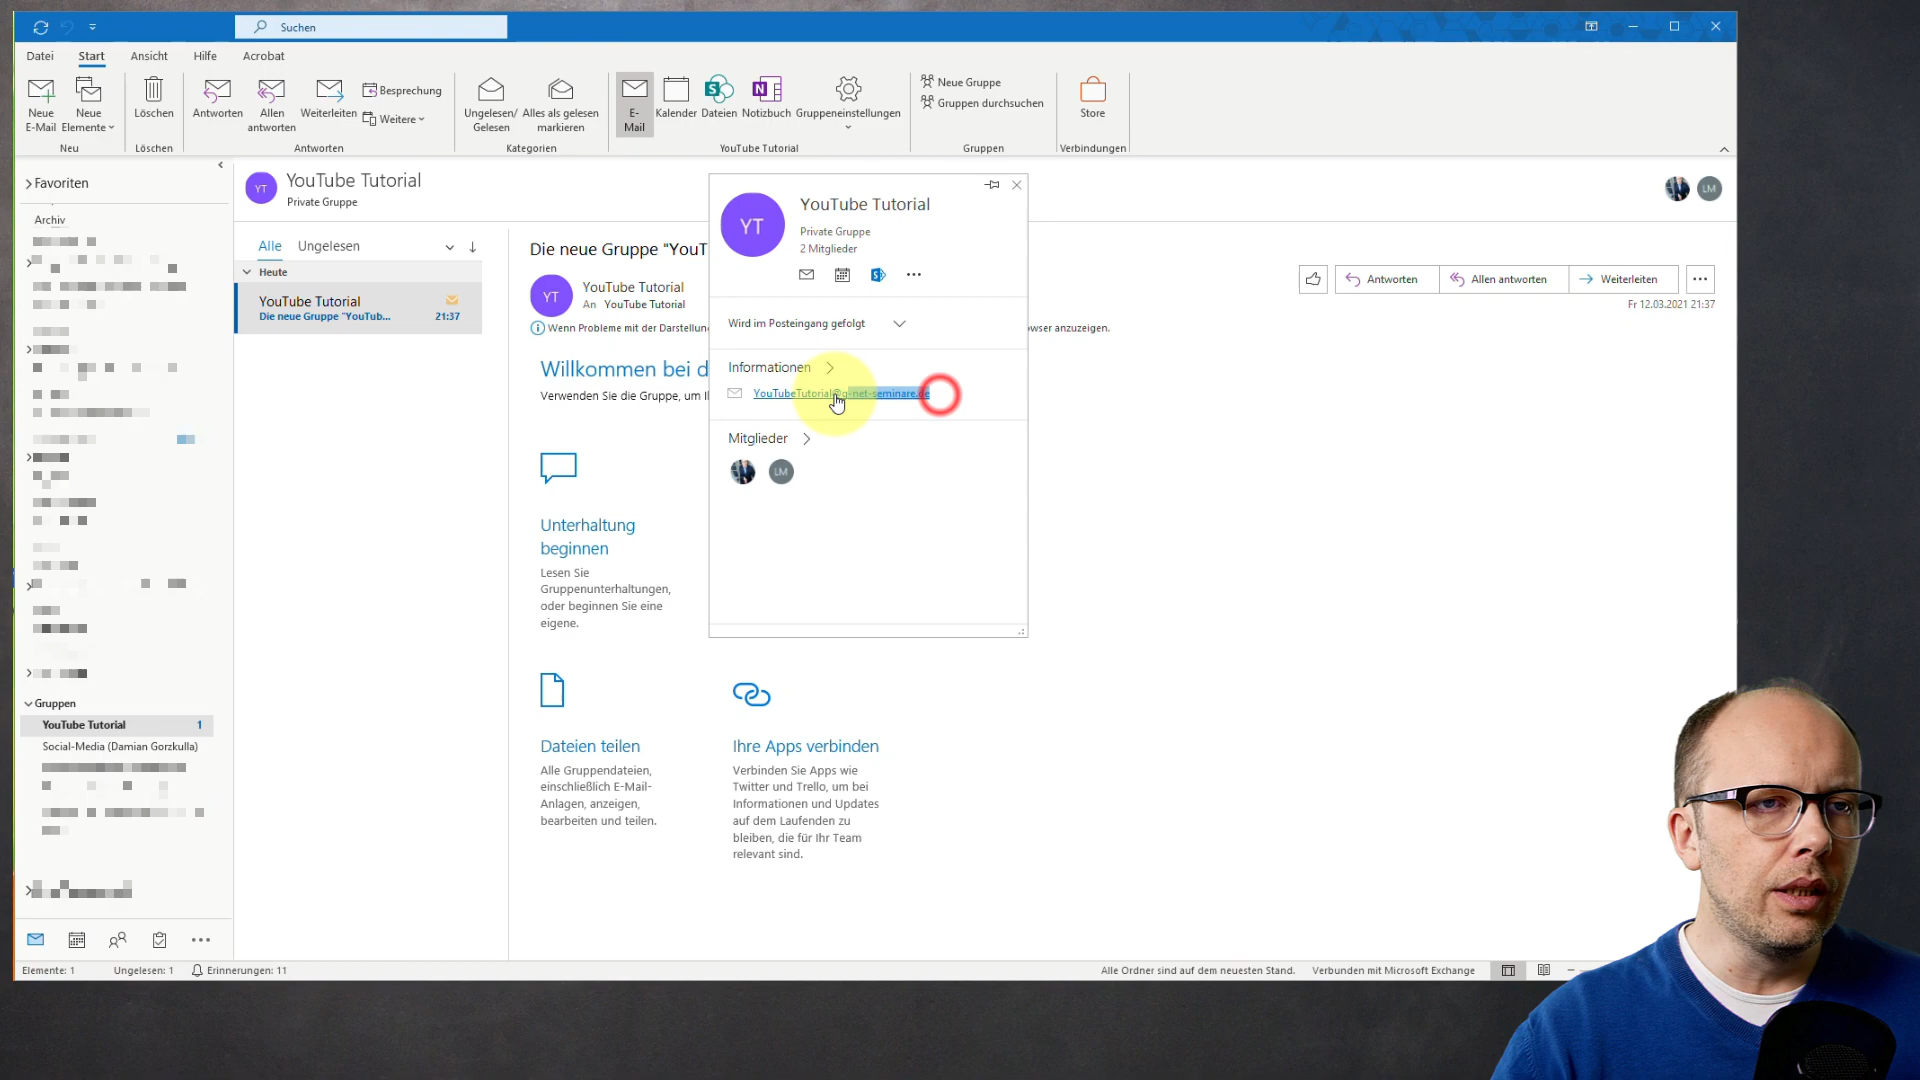 Suchen
Datei Start Ansicht Hilfe Acrobat
Neue E-Mail
Neue Elemente
Löschen
Antworten
Allen antworten
Weiterleiten
Besprechung
Weitere
Ungelesen/ Gelesen
Alles als gelesen markieren
E-Mail
Kalender
Dateien
Notizbuch
Gruppeneinstellungen
Neue Gruppe
Gruppen durchsuchen
Store
Neu
Löschen
Antworten
Kategorien
YouTube Tutorial
Gruppen
Verbindungen
Favoriten
Archiv
Gruppen
YouTube Tutorial 1
Social-Media (Damian Gorzkulla)
YT
YouTube Tutorial
Private Gruppe
LM
Alle Ungelesen
Heute
YouTube Tutorial
Die neue Gruppe "YouTub... 21:37
Die neue Gruppe "YouT
YT
YouTube Tutorial
An YouTube Tutorial
Wenn Probleme mit der Darstellun
wser anzuzeigen.
Antworten
Allen antworten
Weiterleiten
Fr 12.03.2021 21:37
Willkommen bei d
Verwenden Sie die Gruppe, um I
YT
YouTube Tutorial
Private Gruppe
2 Mitglieder
Wird im Posteingang gefolgt
Informationen
YouTubeTutorial@g-net-seminare.de
Mitglieder
LM
Unterhaltung
beginnen
Lesen Sie
Gruppenunterhaltungen,
oder beginnen Sie eine
eigene.
Dateien teilen
Alle Gruppendateien,
einschließlich E-Mail-
Anlagen, anzeigen,
bearbeiten und teilen.
Ihre Apps verbinden
Verbinden Sie Apps wie
Twitter und Trello, um bei
Informationen und Updates
auf dem Laufenden zu
bleiben, die für Ihr Team
relevant sind.
Elemente: 1 Ungelesen: 1 Erinnerungen: 11
Alle Ordner sind auf dem neuesten Stand. Verbunden mit Microsoft Exchange